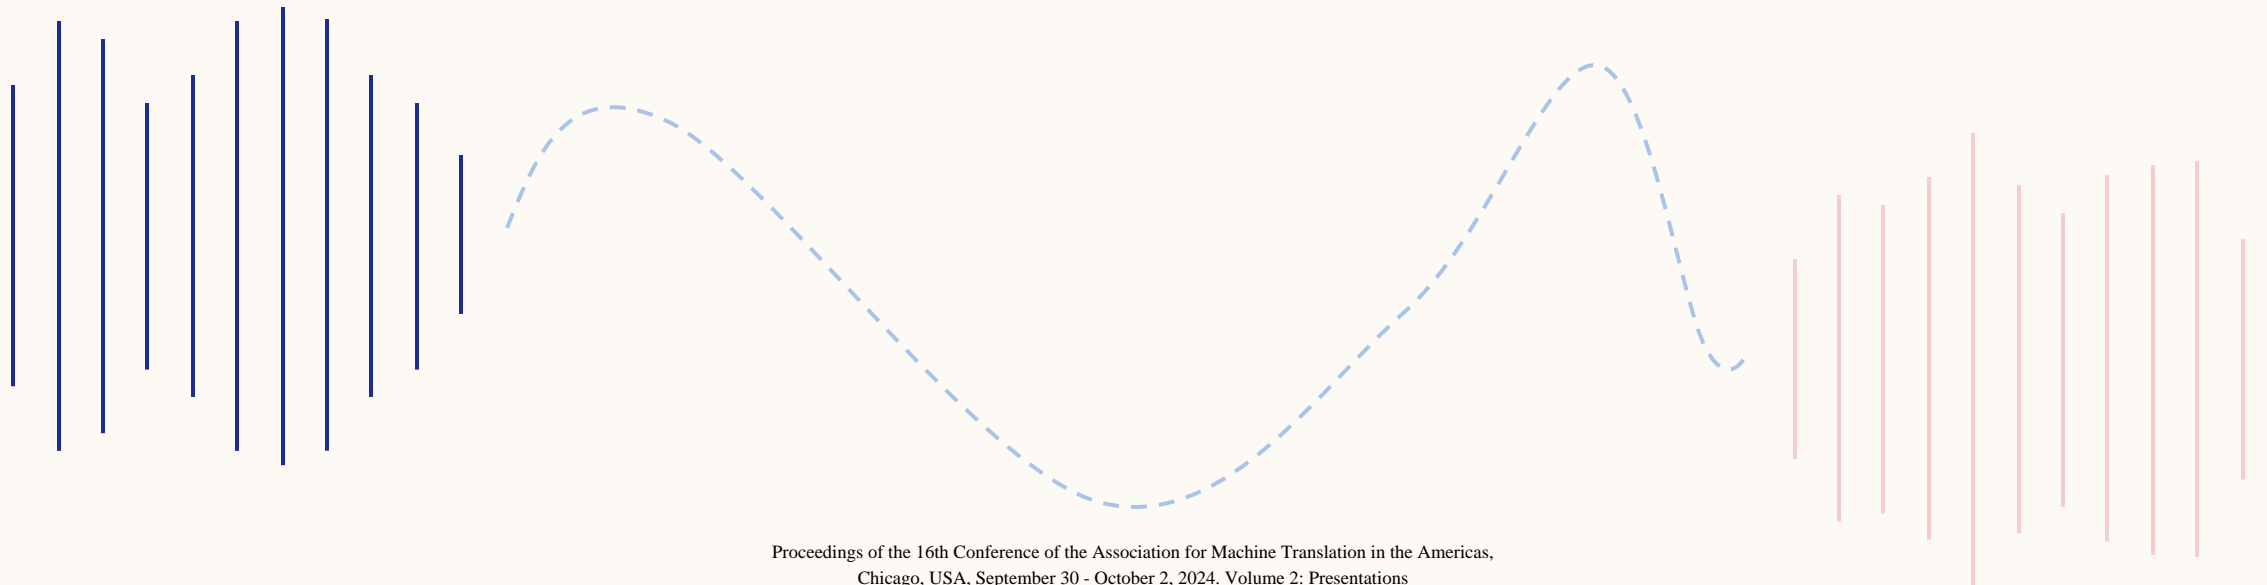 Proceedings of the 16th Conference of the Association for Machine Translation in the Americas,
Chicago, USA, September 30 - October 2, 2024. Volume 2: Presentations